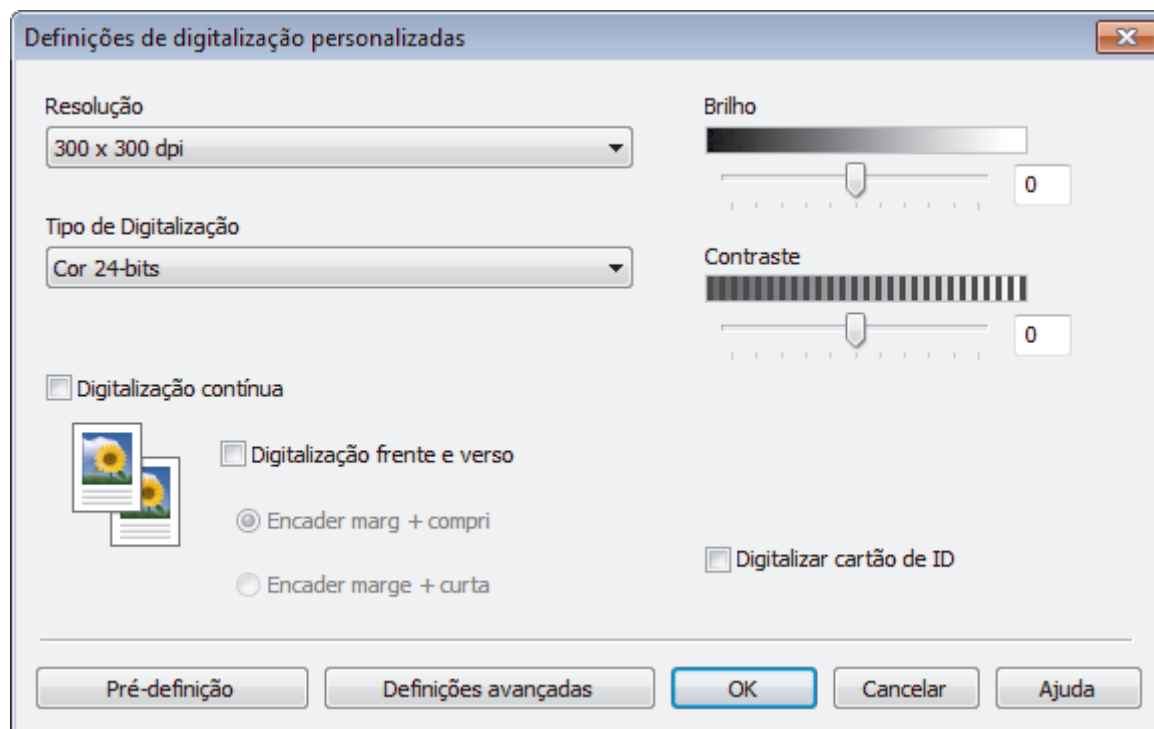 Definições de digitalização personalizadas
Resolução
300 x 300 dpi
Tipo de Digitalização
Cor 24-bits
Brilho
0
Contraste
0
Digitalização contínua
Digitalização frente e verso
Encader marg + compri
Encader marge + curta
Digitalizar cartão de ID
Pré-definição
Definições avançadas
OK
Cancelar
Ajuda